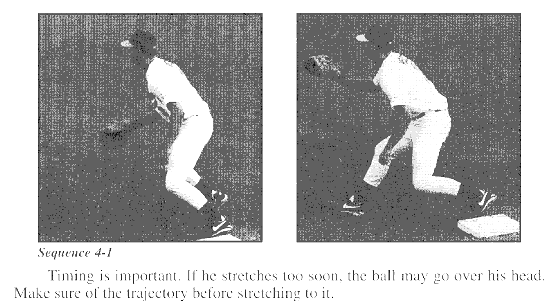 Sequence 4-1
Timing is important. If he stretches too soon, the ball may go over his head.
Make sure of the trajectory before stretching to it.